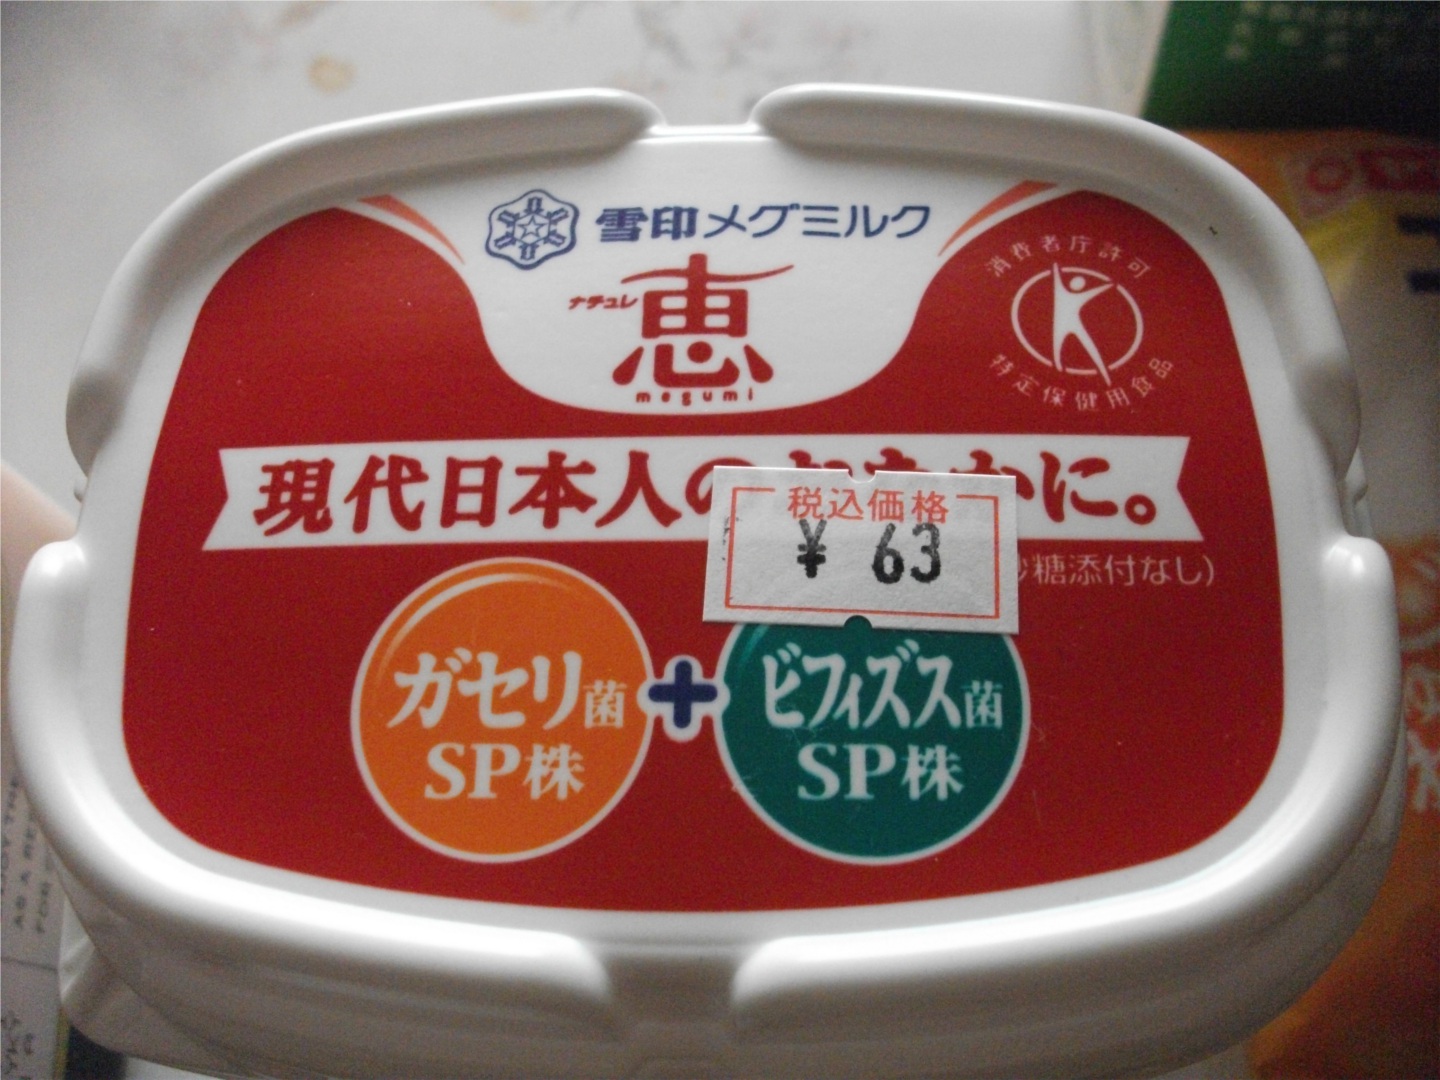 雪印メグミルク
ナチュレ
恵
megumi
消費者庁許可
特定保健用食品
現代日本人の
かに。
税込価格
¥ 63
糖添付なし)
ガセリ菌
SP株
+
ビフィズス菌
SP株